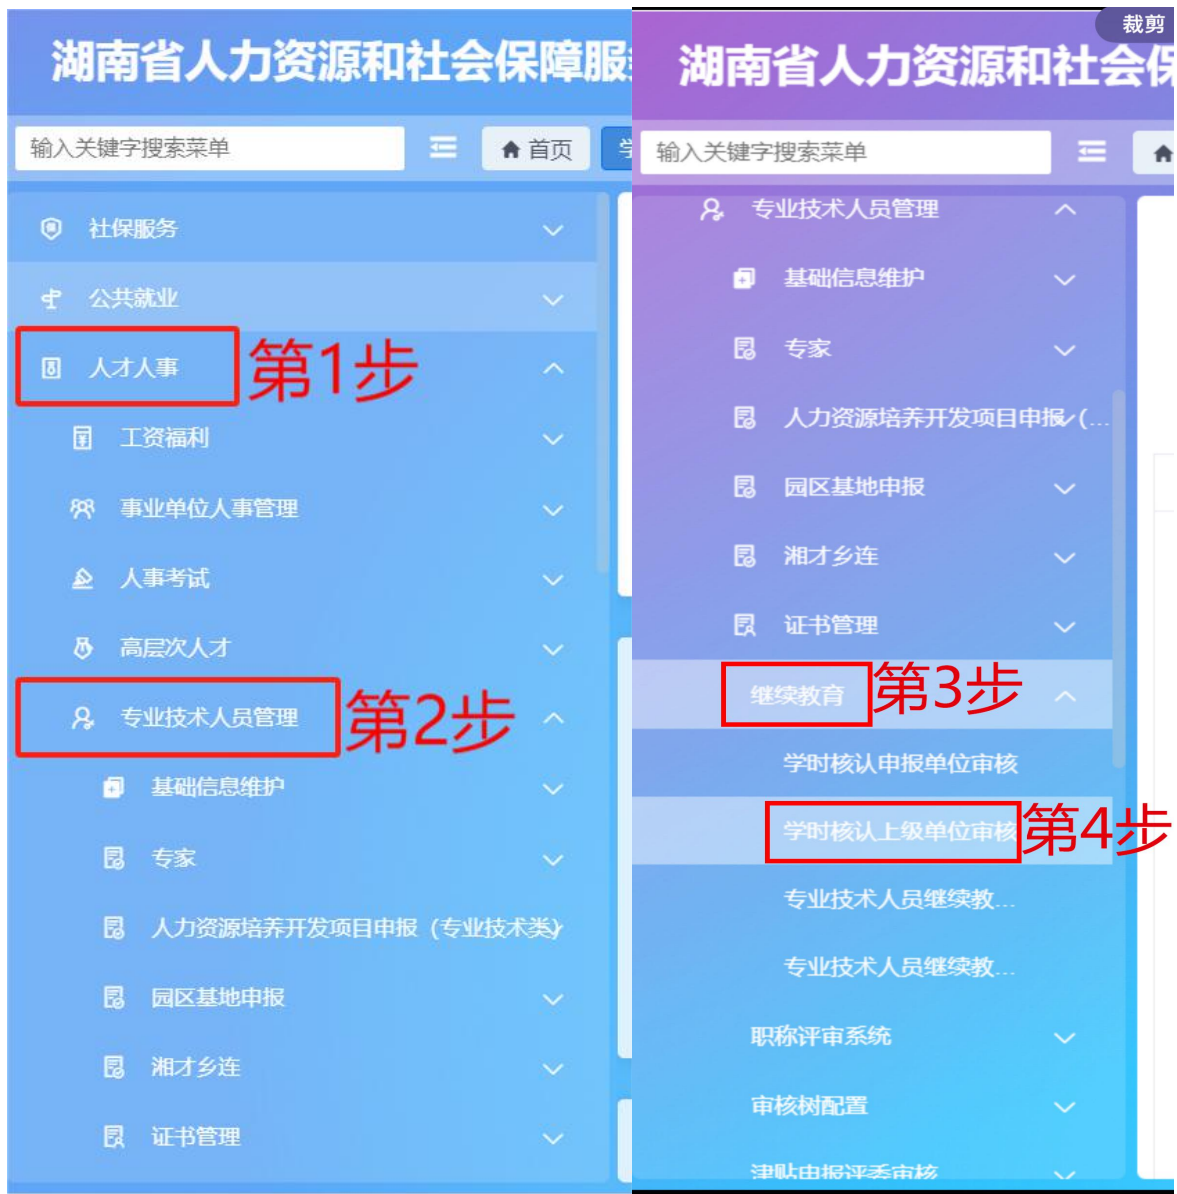 湖南省人力资源和社会保障服
输入关键字搜索菜单
首页
学
社保服务
公共就业
人才人事
第1步
工资福利
事业单位人事管理
人事考试
高层次人才
专业技术人员管理
第2步
基础信息维护
专家
人力资源培养开发项目申报（专业技术类）
园区基地申报
湘才乡连
证书管理
裁剪
湖南省人力资源和社会保
输入关键字搜索菜单
专业技术人员管理
基础信息维护
专家
人力资源培养开发项目申报（...
园区基地申报
湘才乡连
证书管理
继续教育
第3步
学时核认申报单位审核
学时核认上级单位审核
第4步
专业技术人员继续教...
专业技术人员继续教...
职称评审系统
审核树配置
津贴申报评委审核